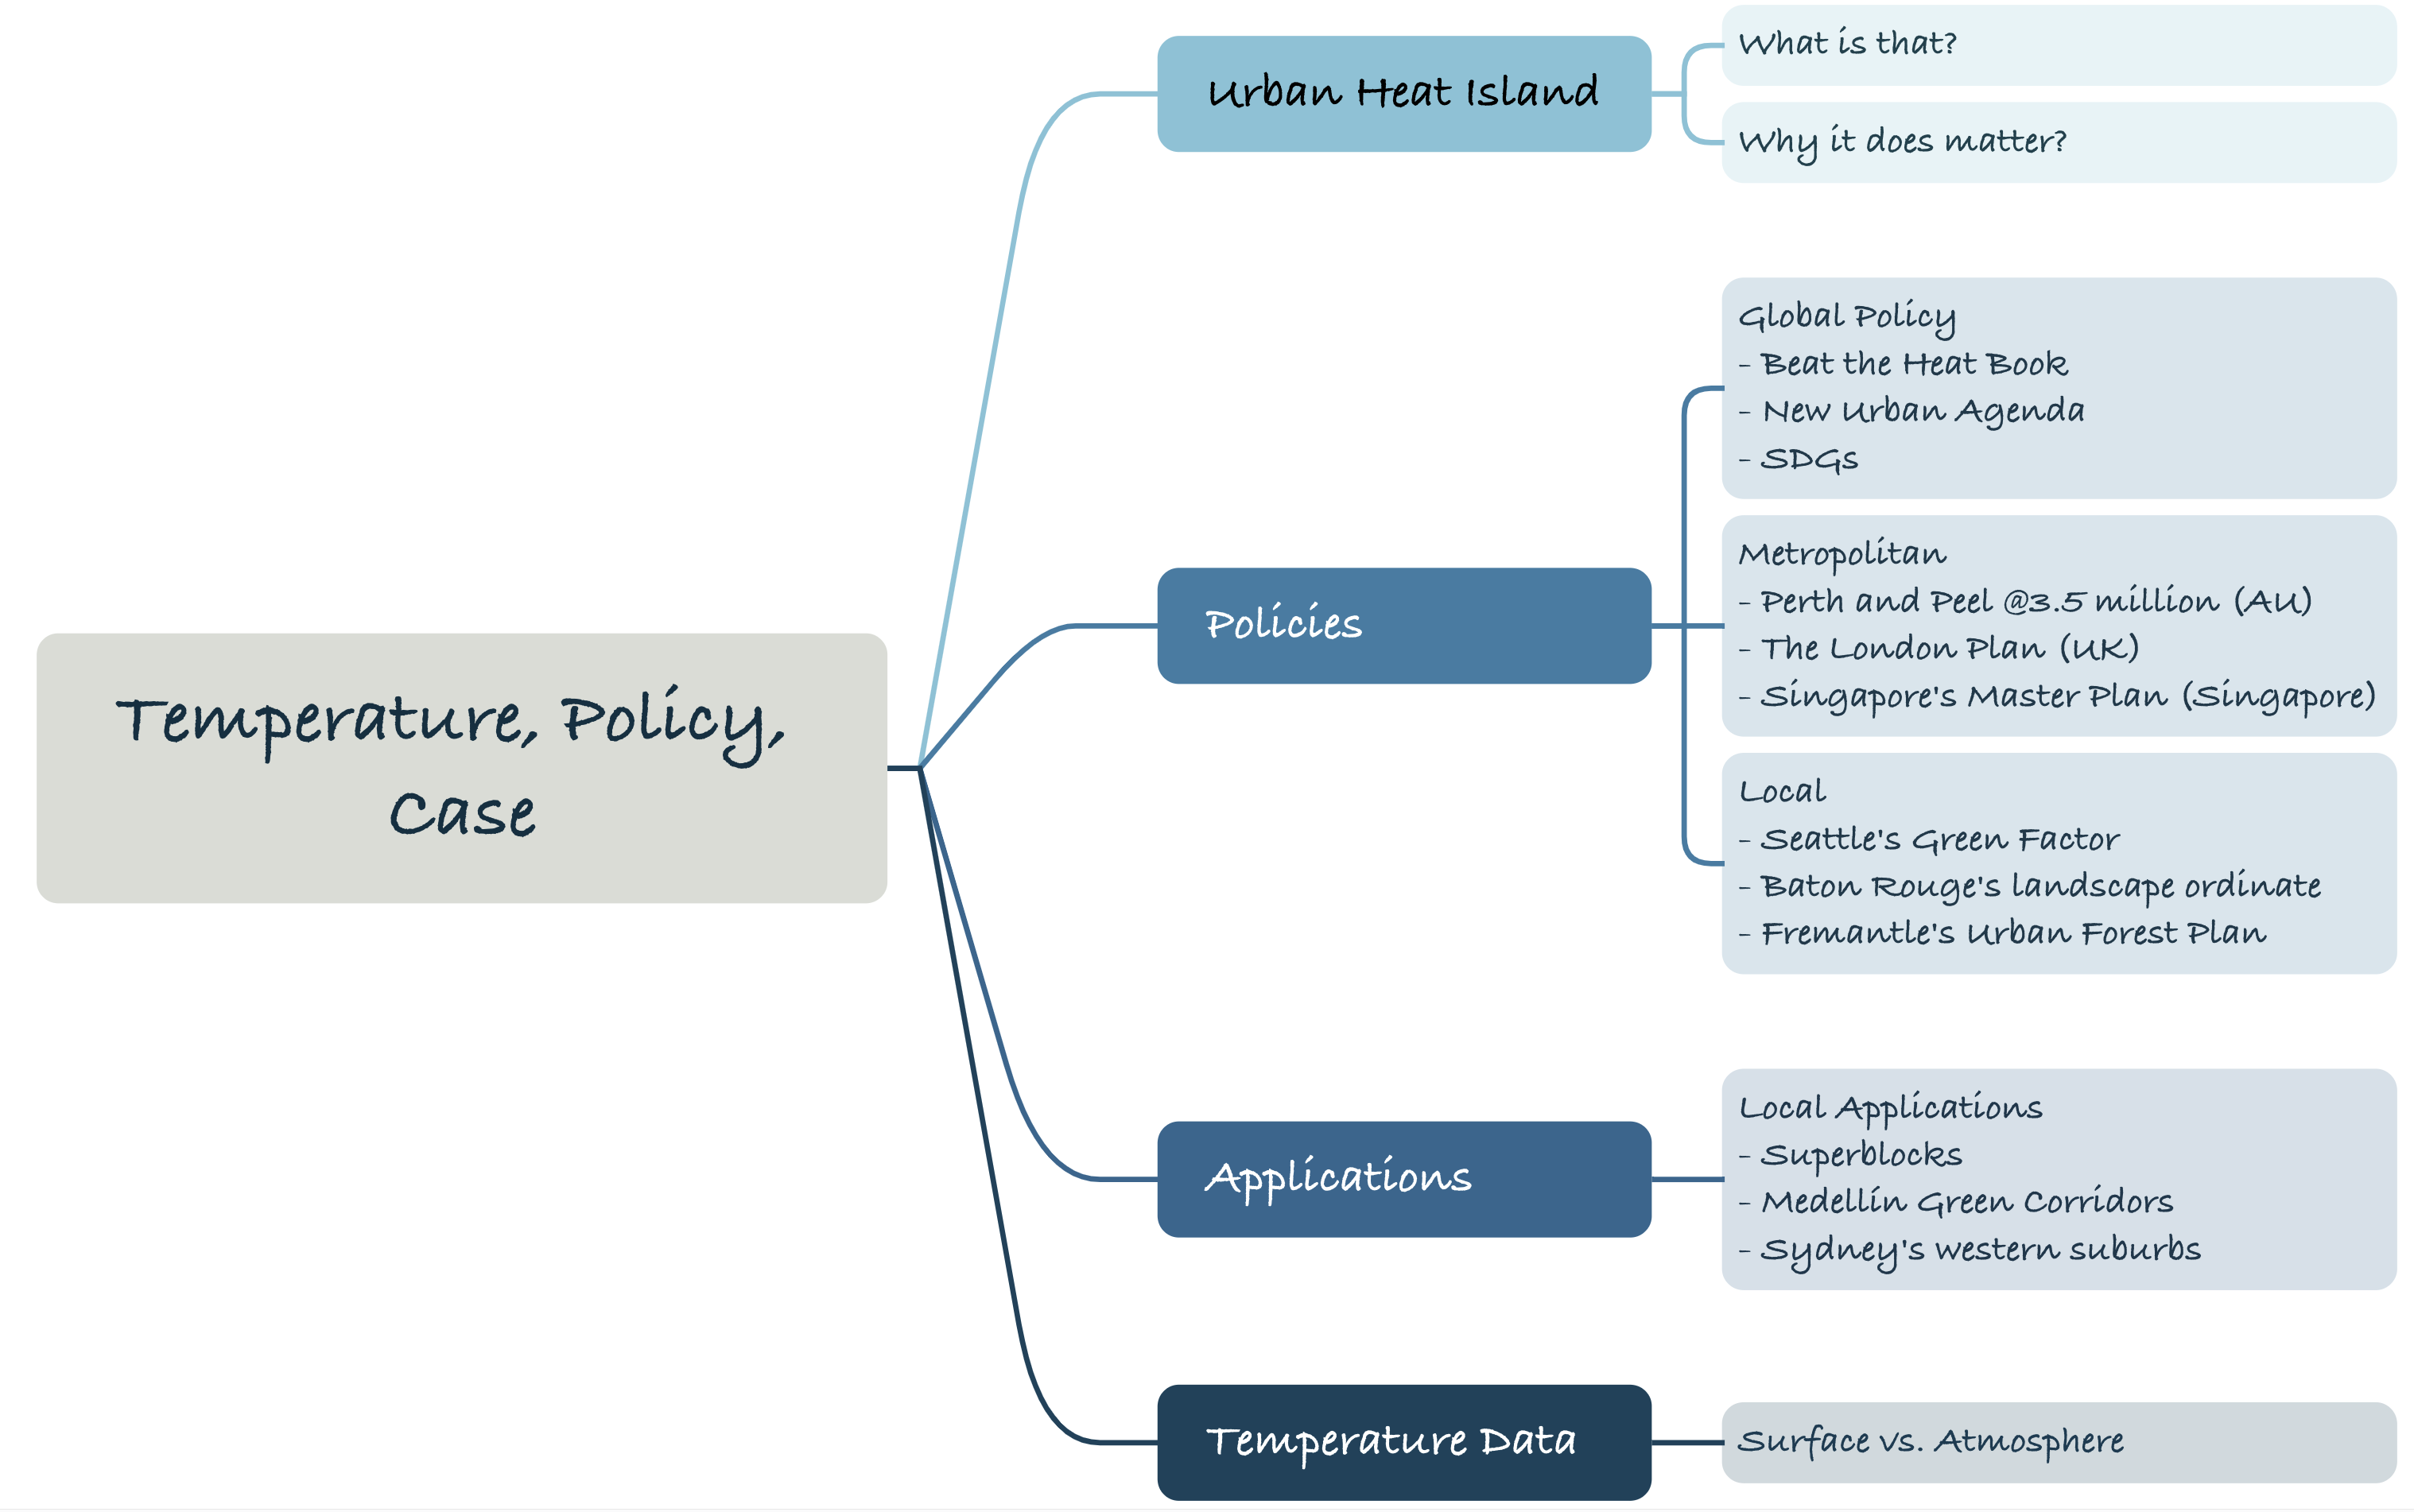 Temperature, Policy,
Case
Urban Heat Island
What is that?
Why it does matter?
Policies
Global Policy
- Beat the Heat Book
- New Urban Agenda
- SDGs
Metropolitan
- Perth and Peel @3.5 million (AU)
- The London Plan (UK)
- Singapore's Master Plan (Singapore)
Local
- Seattle's Green Factor
- Baton Rouge's landscape ordinate
- Fremantle's Urban Forest Plan
Applications
Local Applications
- Superblocks
- Medellín Green Corridors
- Sydney's western suburbs
Temperature Data
Surface vs. Atmosphere